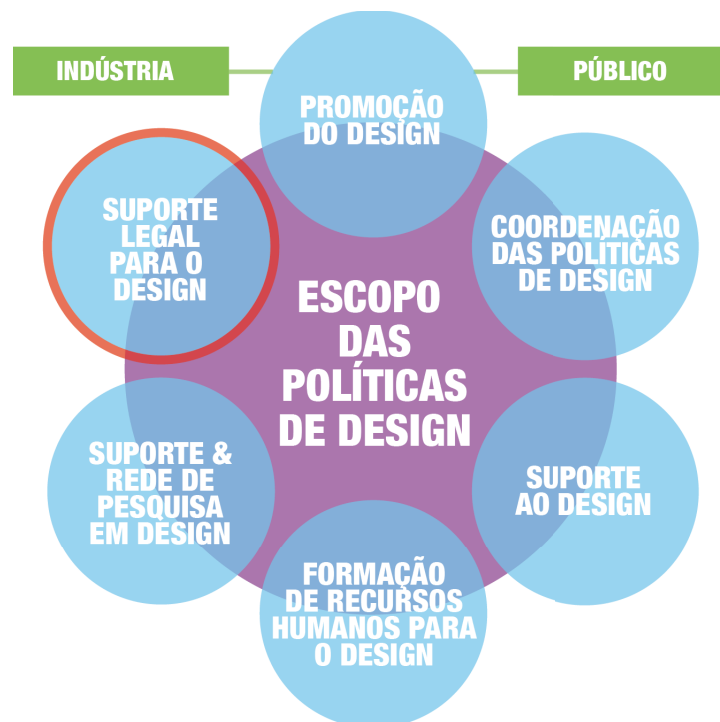 INDÚSTRIA
PÚBLICO
PROMOÇÃO
DO DESIGN
SUPORTE
LEGAL
PARA O
DESIGN
COORDENAÇÃO
DAS POLÍTICAS
DE DESIGN
ESCOPO
DAS
POLÍTICAS
DE DESIGN
SUPORTE &
REDE DE
PESQUISA
EM DESIGN
SUPORTE
AO DESIGN
FORMAÇÃO
DE RECURSOS
HUMANOS PARA
O DESIGN